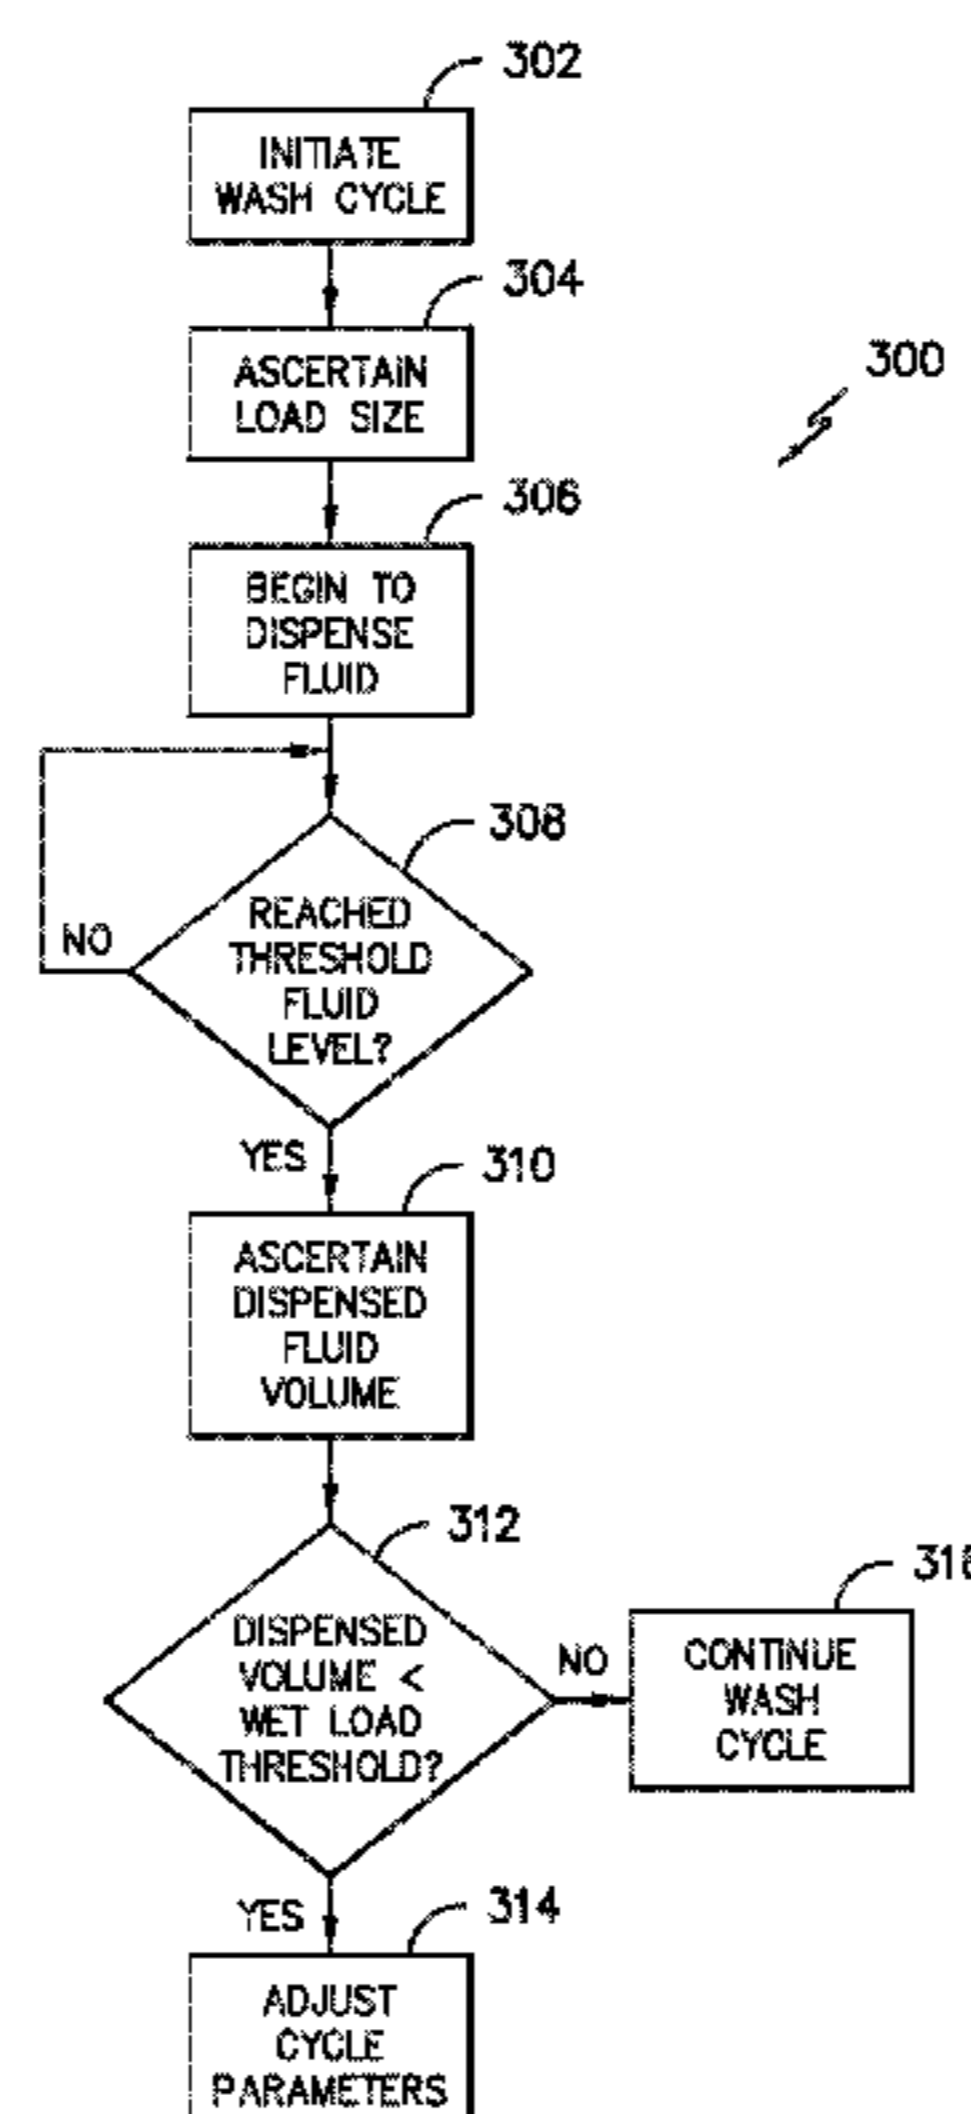 302
INITIATE
WASH CYCLE
304
ASCERTAIN
LOAD SIZE
300
306
BEGIN TO
DISPENSE
FLUID
308
REACHED
THRESHOLD
FLUID
LEVEL?
NO
YES
310
ASCERTAIN
DISPENSED
FLUID
VOLUME
312
DISPENSED
VOLUME <
WET LOAD
THRESHOLD?
NO
CONTINUE
WASH
CYCLE
YES
314
ADJUST
CYCLE
PARAMETERS